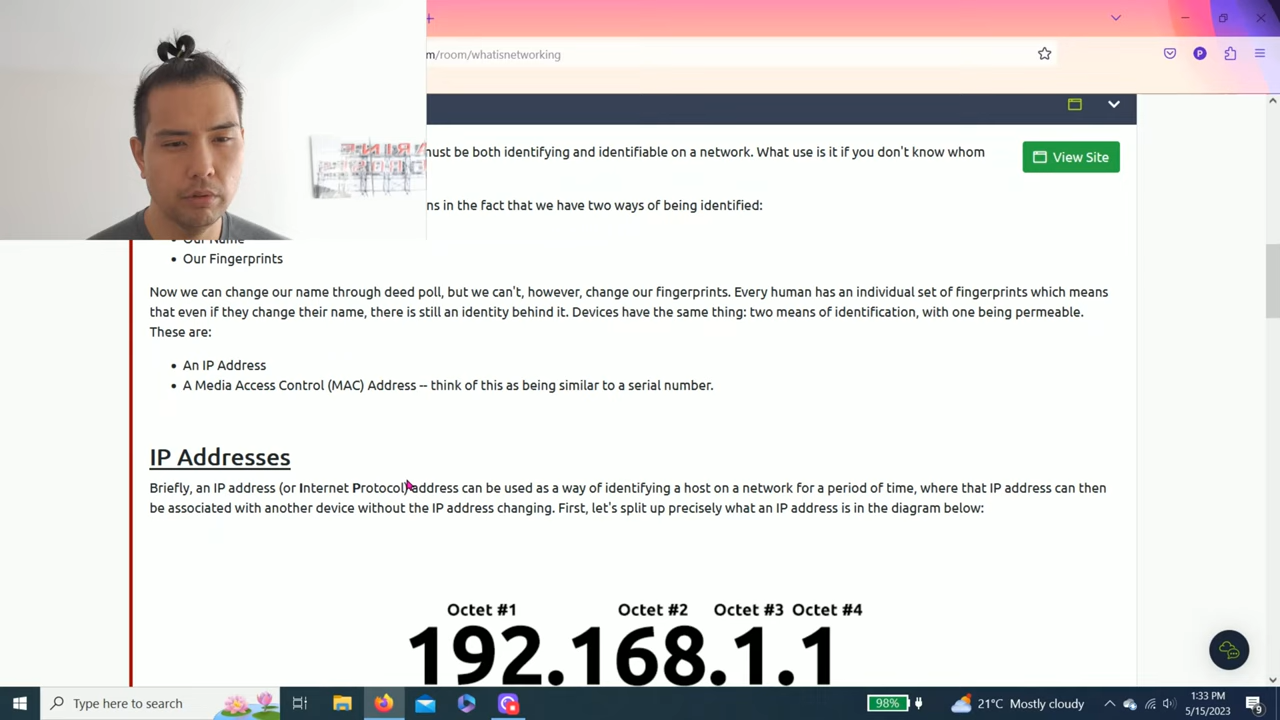 m/room/whatisnetworking
must be both identifying and identifiable on a network. What use is it if you don't know whom
View Site
ns in the fact that we have two ways of being identified:
Our Name
• Our Fingerprints
Now we can change our name through deed poll, but we can't, however, change our fingerprints. Every human has an individual set of fingerprints which means
that even if they change their name, there is still an identity behind it. Devices have the same thing: two means of identification, with one being permeable.
These are:
• An IP Address
• A Media Access Control (MAC) Address -- think of this as being similar to a serial number.
IP Addresses
Briefly, an IP address (or Internet Protocol) address can be used as a way of identifying a host on a network for a period of time, where that IP address can then
be associated with another device without the IP address changing. First, let's split up precisely what an IP address is in the diagram below:
Octet #1 Octet #2 Octet #3 Octet #4
192.168.1.1
Type here to search
98%
21°C Mostly cloudy
1:33 PM
5/15/2023
9
P